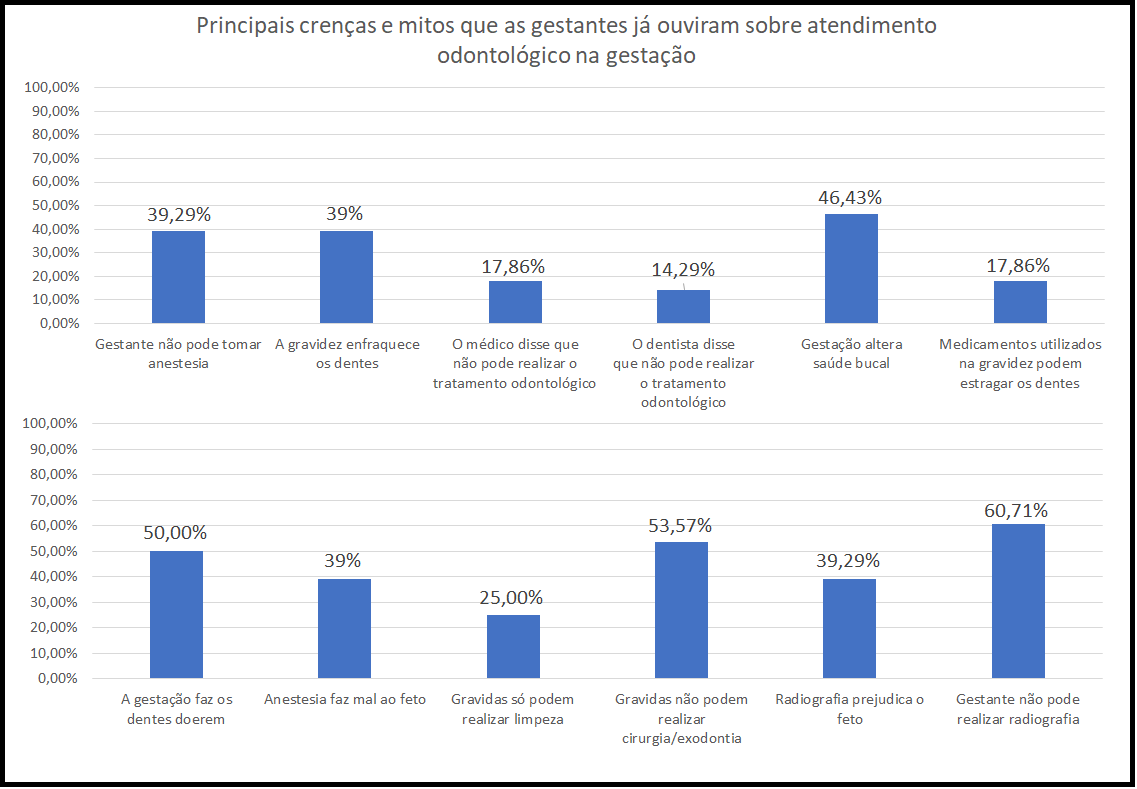 Principais crenças e mitos que as gestantes já ouviram sobre atendimento
odontológico na gestação
100,00%
90,00%
80,00%
70,00%
60,00%
50,00%
40,00%
30,00%
20,00%
10,00%
0,00%
39,29%
39%
17,86%
14,29%
46,43%
17,86%
Gestante não pode tomar
anestesia
A gravidez enfraquece
os dentes
O médico disse que
não pode realizar o
tratamento odontológico
O dentista disse
que não pode realizar
o tratamento
odontológico
Gestação altera
saúde bucal
Medicamentos utilizados
na gravidez podem
estragar os dentes
100,00%
90,00%
80,00%
70,00%
60,00%
50,00%
40,00%
30,00%
20,00%
10,00%
0,00%
50,00%
39%
25,00%
53,57%
39,29%
60,71%
A gestação faz os
dentes doerem
Anestesia faz mal ao feto
Gravidas só podem
realizar limpeza
Gravidas não podem
realizar
cirurgia/exodontia
Radiografia prejudica o
feto
Gestante não pode
realizar radiografia